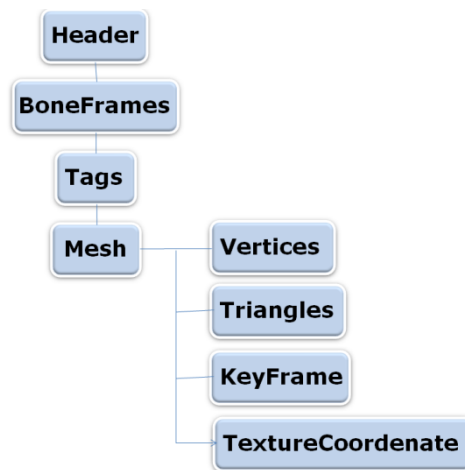 Header
BoneFrames
Tags
Mesh
Vertices
Triangles
KeyFrame
TextureCoordenate